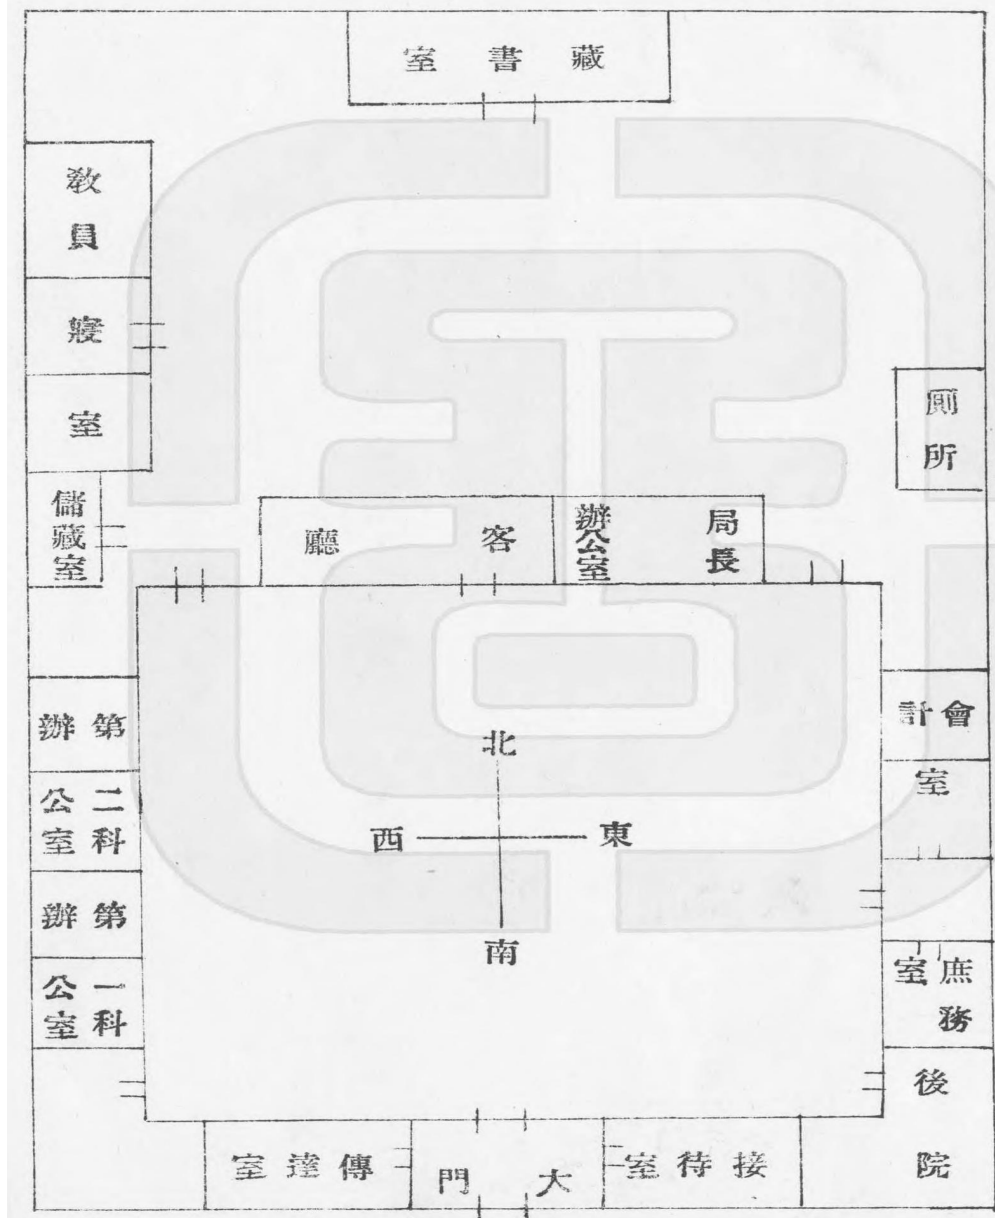 藏書室
教員寢室
廁所
儲藏室
客廳
局長辦公室
會計室
第二科辦公室
北
東
西
南
第一科辦公室
庶務室
後院
接待室
大門
傳達室